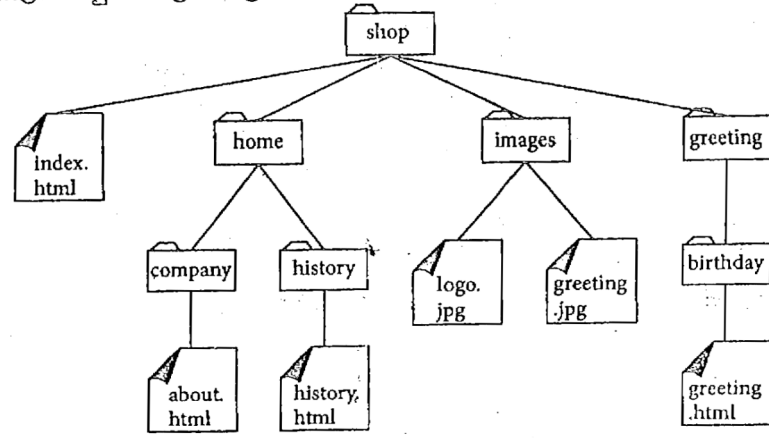 shop
index.
html
home
images
greeting
company
history
logo.
jpg
greeting
.jpg
birthday
about.
html
history.
html
greeting
.html